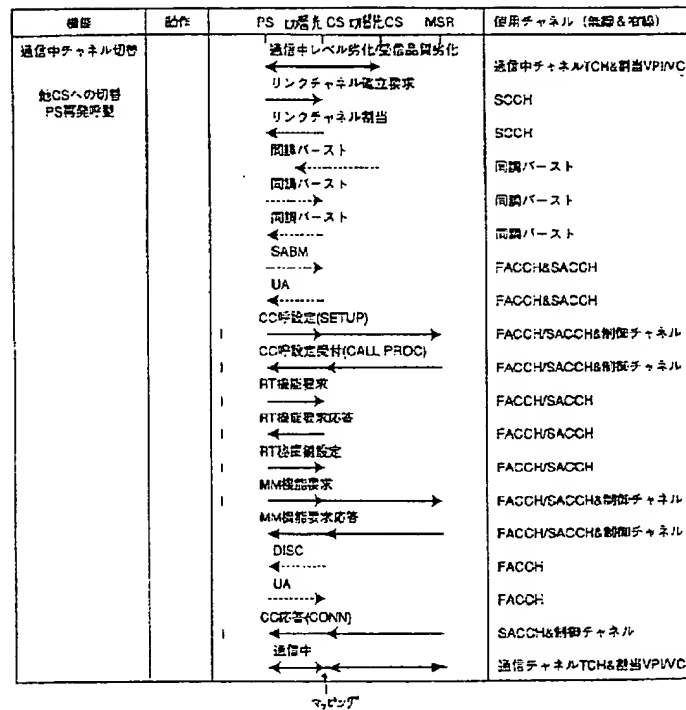 機能 動作 PS 切替先CS 切替元CS MSR 使用チャネル（無線&有線）
通信中チャネル切替 通信中レベル劣化/受信品質劣化
通信中チャネルTCH&割当VPI/VC
他CSへの切替 リンクチャネル確立要求
PS再発呼型 SCCH
リンクチャネル割当
SCCH
同調バースト
同調バースト
同調バースト
同調バースト
同調バースト
同調バースト
SABM
FACCH&SACCH
UA
FACCH&SACCH
CC呼設定(SETUP)
FACCH/SACCH&制御チャネル
CC呼設定受付(CALL PROC)
FACCH/SACCH&制御チャネル
RT機能要求
FACCH/SACCH
RT機能要求応答
FACCH/SACCH
RT秘匿鍵設定
FACCH/SACCH
MM機能要求
FACCH/SACCH&制御チャネル
MM機能要求応答
FACCH/SACCH&制御チャネル
DISC
FACCH
UA
FACCH
CC応答(CONN)
SACCH&制御チャネル
通信中
通信チャネルTCH&割当VPI/VC
マッピング